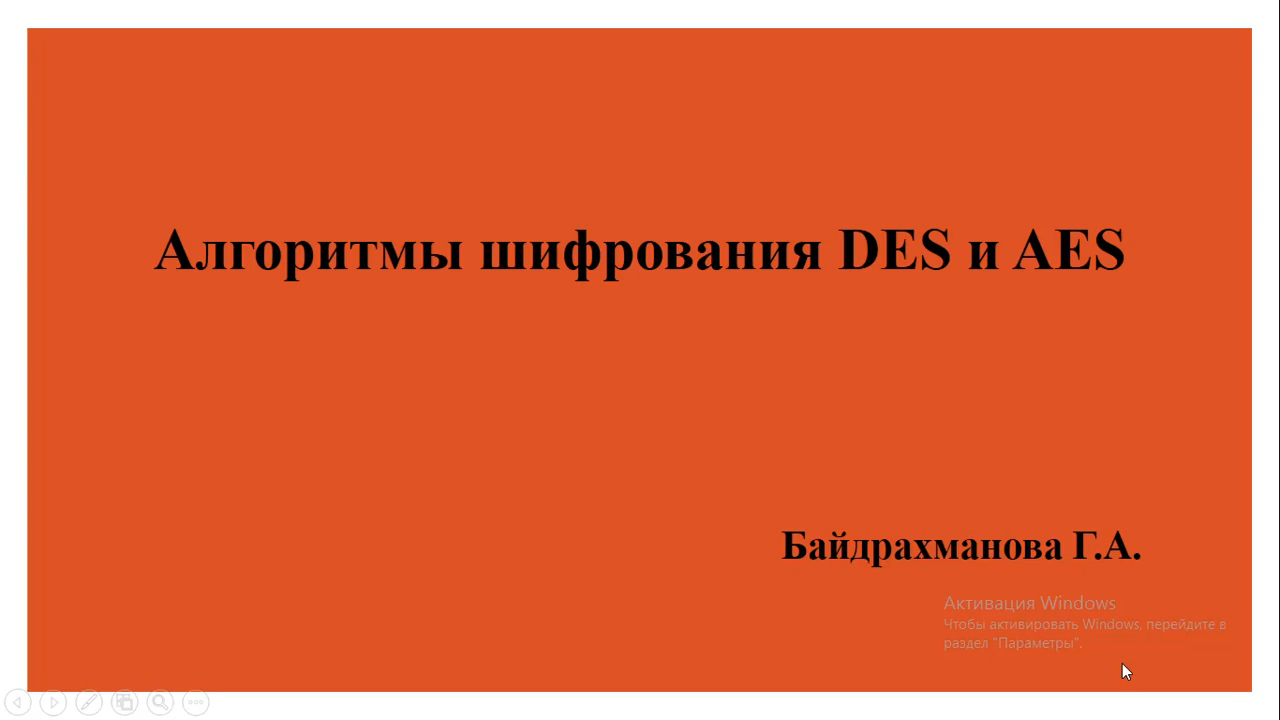 Алгоритмы шифрования DES и AES
Байдрахманова Г.А.
Активация Windows
Чтобы активировать Windows, перейдите в
раздел "Параметры".